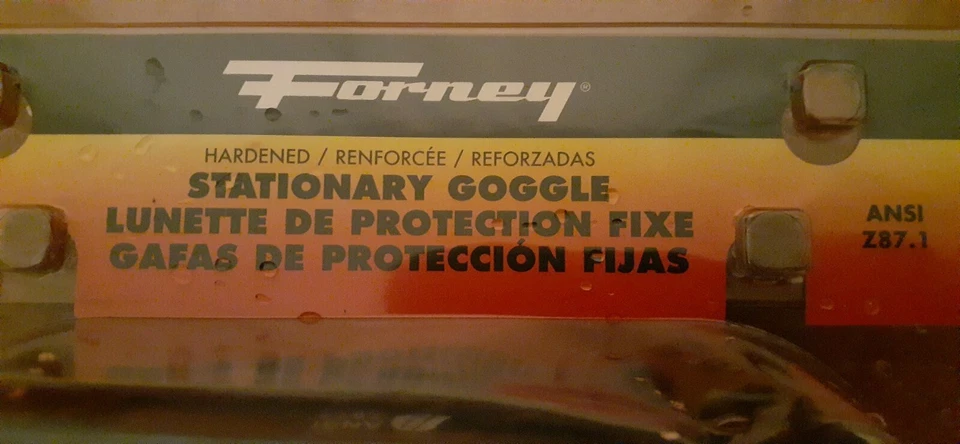 Forney®
HARDENED / RENFORCÉE / REFORZADAS
STATIONARY GOGGLE
LUNETTE DE PROTECTION FIXE
GAFAS DE PROTECCIÓN FIJAS
ANSI
Z87.1